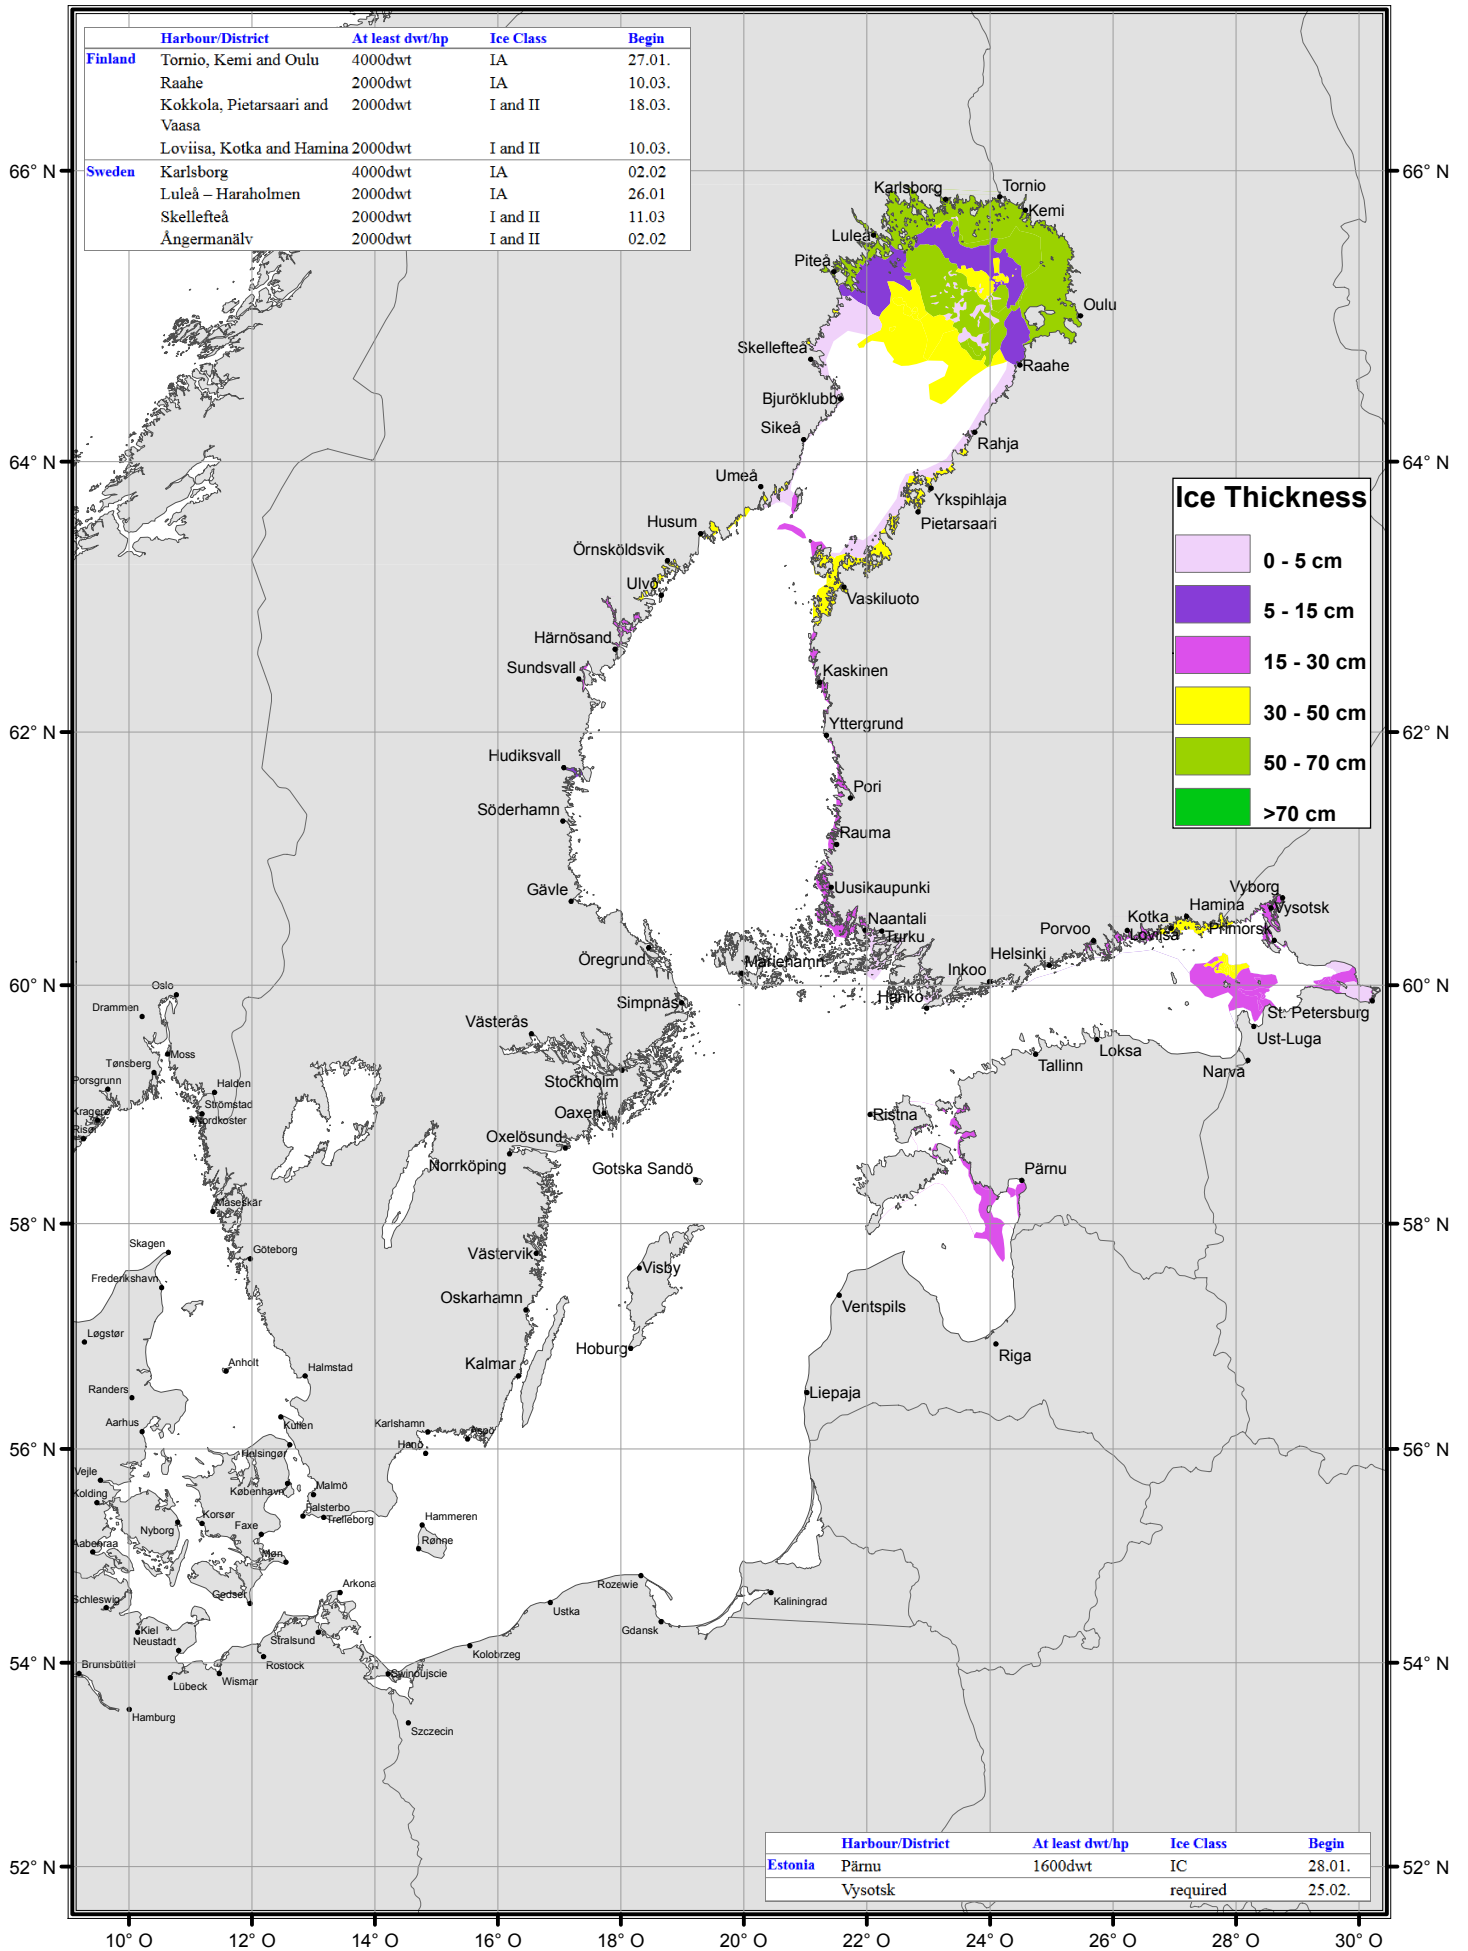 Harbour/District At least dwt/hp Ice Class Begin
Finland Tornio, Kemi and Oulu 4000dwt IA 27.01.
Raahe 2000dwt IA 10.03.
Kokkola, Pietarsaari and 2000dwt I and II 18.03.
Vaasa
Loviisa, Kotka and Hamina 2000dwt I and II 10.03.
Sweden Karlsborg 4000dwt IA 02.02
Luleå – Haraholmen 2000dwt IA 26.01
Skellefteå 2000dwt I and II 11.03
Ångermanälv 2000dwt I and II 02.02
66° N
66° N
Karlsborg
Tornio
Kemi
Luleå
Piteå
Oulu
Skellefteå
Raahe
Bjuröklubb
Sikeå
Rahja
64° N
64° N
Umeå
Ykspihlaja
Pietarsaari
Husum
Örnsköldsvik
Ulvö
Vaskiluoto
Härnösand
Sundsvall
Kaskinen
Yttergrund
62° N
62° N
Ice Thickness
0 - 5 cm
5 - 15 cm
15 - 30 cm
30 - 50 cm
50 - 70 cm
>70 cm
Hudiksvall
Pori
Söderhamn
Rauma
Gävle
Uusikaupunki
Naantali
Turku
Vyborg
Hamina
Vysotsk
Kotka
Loviisa
Primorsk
Porvoo
Helsinki
Inkoo
Hanko
Öregrund
Mariehamn
60° N
60° N
Oslo
Drammen
Simpnäs
St. Petersburg
Västerås
Ust-Luga
Moss
Tønsberg
Loksa
Tallinn
Narva
Porsgrunn
Halden
Stockholm
Strömstad
Kragerø
Nordkoster
Oaxen
Ristna
Risør
Oxelösund
Norrköping
Gotska Sandö
Pärnu
Måseskär
58° N
58° N
Skagen
Göteborg
Västervik
Visby
Frederikshavn
Oskarhamn
Ventspils
Løgstør
Hoburg
Riga
Anholt
Halmstad
Kalmar
Randers
Liepaja
Aarhus
Kullen
Karlshamn
Aspö
Hanö
56° N
56° N
Helsingør
Vejle
København
Malmö
Kolding
Falsterbo
Trelleborg
Korsør
Nyborg
Faxe
Hammeren
Rønne
Aabenraa
Møn
Gedser
Arkona
Rozewie
Kaliningrad
Schleswig
Ustka
Gdansk
Kiel
Neustadt
Stralsund
Kolobrzeg
54° N
54° N
Brunsbüttel
Rostock
Wismar
Lübeck
Swinoujscie
Hamburg
Szczecin
Harbour/District At least dwt/hp Ice Class Begin
Estonia Pärnu 1600dwt IC 28.01.
Vysotsk required 25.02.
52° N
52° N
10° O 12° O 14° O 16° O 18° O 20° O 22° O 24° O 26° O 28° O 30° O